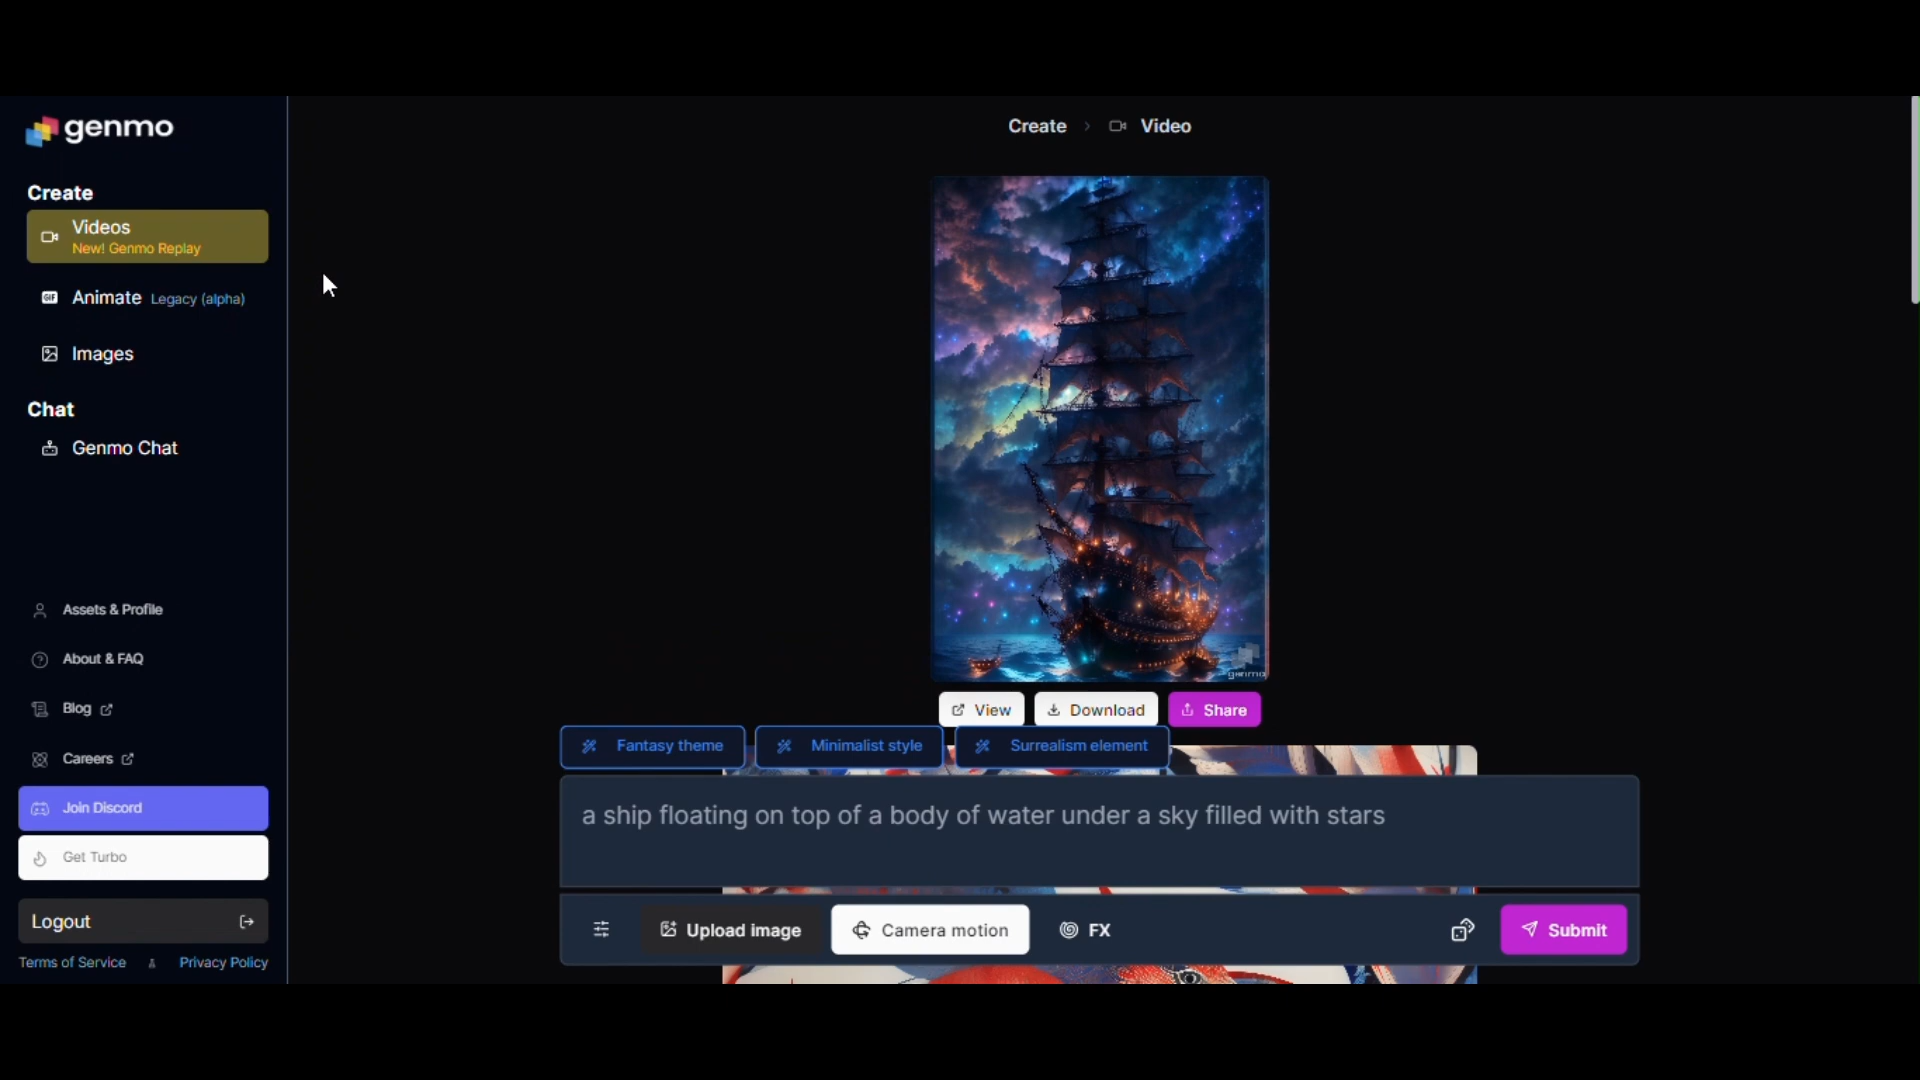 genmo
Create
Videos
New! Genmo Replay
GIF
Animate Legacy (alpha)
Images
Chat
Genmo Chat
Assets & Profile
About & FAQ
Blog
Careers
Join Discord
Get Turbo
Logout
Terms of Service
Privacy Policy
Create > Video
genmo
View
Download
Share
Fantasy theme
Minimalist style
Surrealism element
a ship floating on top of a body of water under a sky filled with stars
Upload image
Camera motion
FX
Submit